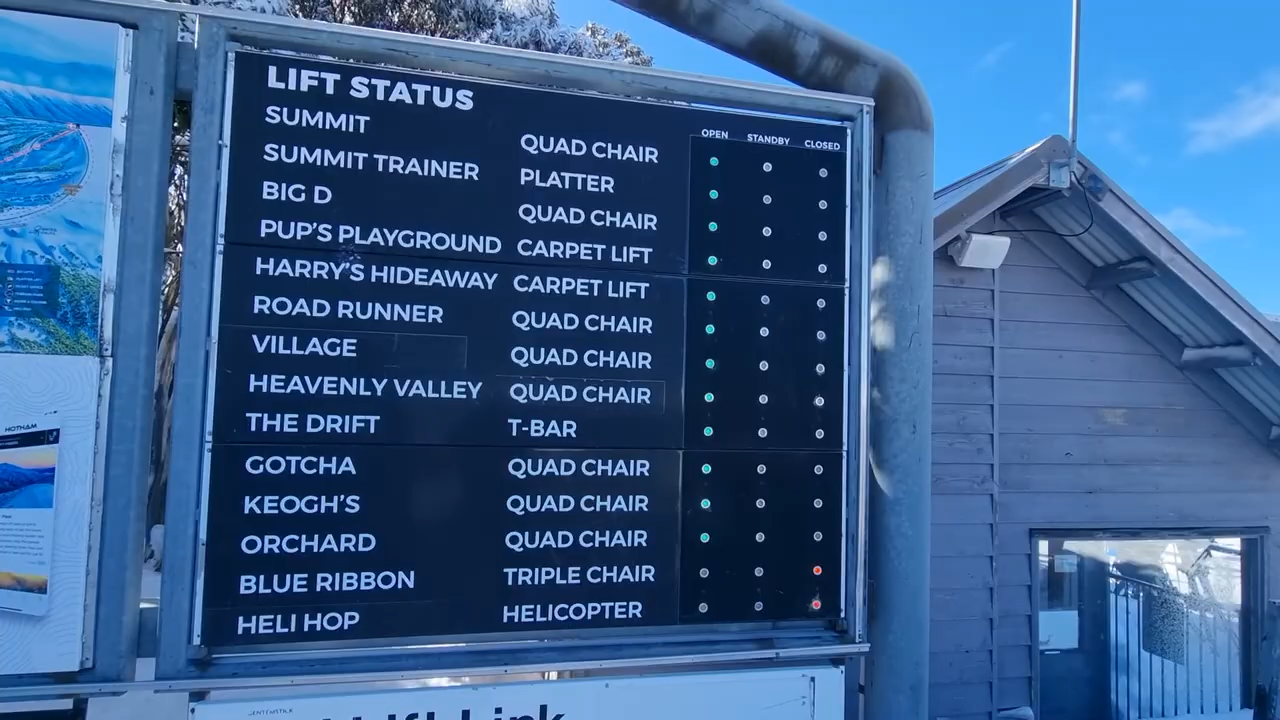 LIFT STATUS
OPEN STANDBY CLOSED
SUMMIT QUAD CHAIR
SUMMIT TRAINER PLATTER
BIG D QUAD CHAIR
PUP'S PLAYGROUND CARPET LIFT
HARRY'S HIDEAWAY CARPET LIFT
ROAD RUNNER QUAD CHAIR
VILLAGE QUAD CHAIR
HEAVENLY VALLEY QUAD CHAIR
THE DRIFT T-BAR
GOTCHA QUAD CHAIR
KEOGH'S QUAD CHAIR
ORCHARD QUAD CHAIR
BLUE RIBBON TRIPLE CHAIR
HELI HOP HELICOPTER
HOTHAM